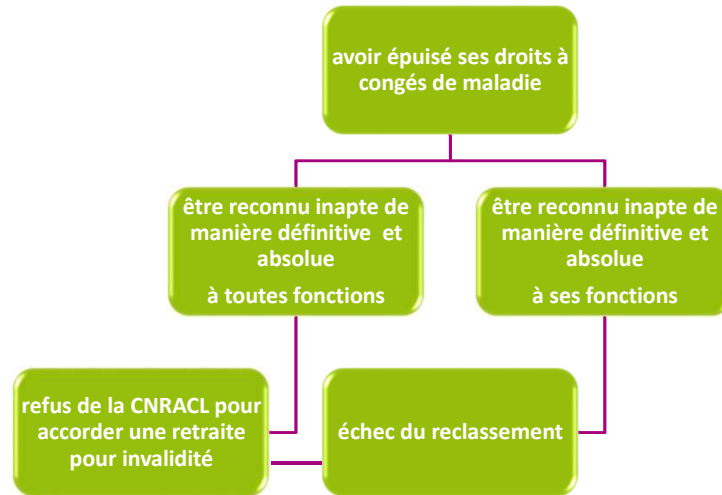 avoir épuisé ses droits à
congés de maladie
être reconnu inapte de
manière définitive et
absolue
à toutes fonctions
être reconnu inapte de
manière définitive et
absolue
à ses fonctions
refus de la CNRACL pour
accorder une retraite
pour invalidité
échec du reclassement